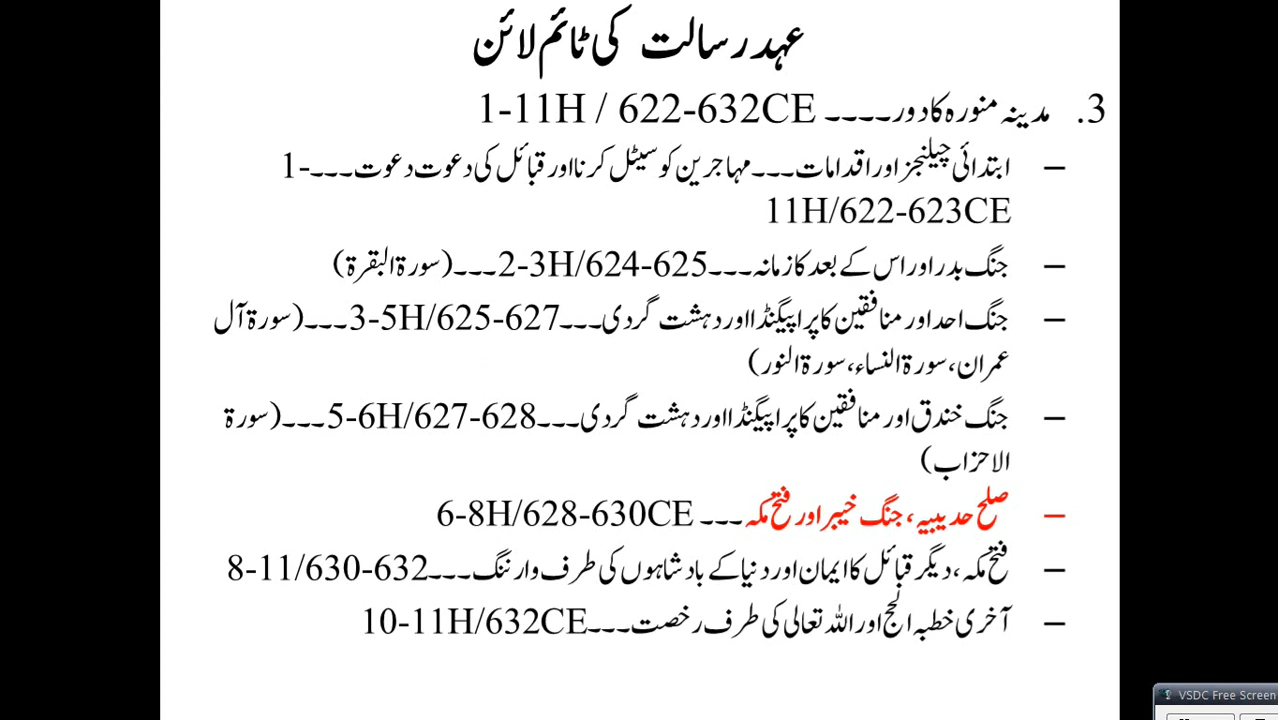 عہد رسالت کی ٹائم لائن
3. مدینہ منورہ کا دور ۔۔۔۔ 1-11H / 622-632CE
– ابتدائی چیلنجز اور اقدامات ۔۔۔ مہاجرین کو سیٹل کرنا اور قبائل کی دعوت دعوت ۔۔۔ 1-
11H/622-623CE
– جنگ بدر اور اس کے بعد کا زمانہ ۔۔۔ 2-3H/624-625 ۔۔۔ (سورۃ البقرۃ)
– جنگ احد اور منافقین کا پراپیگنڈا اور دہشت گردی ۔۔۔ 3-5H/625-627 ۔۔۔ (سورۃ آل
عمران، سورۃ النساء، سورۃ النور)
– جنگ خندق اور منافقین کا پراپیگنڈا اور دہشت گردی ۔۔۔ 5-6H/627-628 ۔۔۔ (سورۃ
الاحزاب)
– صلح حدیبیہ، جنگ خیبر اور فتح مکہ ۔۔۔ 6-8H/628-630CE
– فتح مکہ، دیگر قبائل کا ایمان اور دنیا کے بادشاہوں کی طرف وارننگ ۔۔۔ 8-11/630-632
– آخری خطبہ الحج اور اللہ تعالی کی طرف رخصت ۔۔۔ 10-11H/632CE
VSDC Free Screen